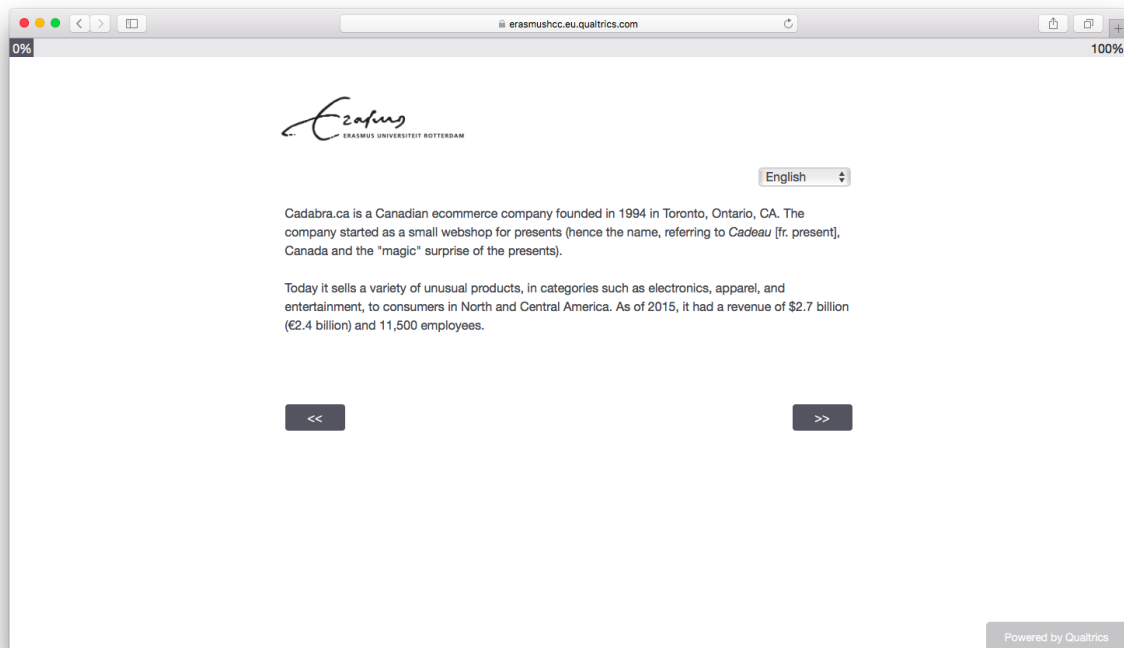 erasmushcc.eu.qualtrics.com
0%
100%
Erasmus
ERASMUS UNIVERSITEIT ROTTERDAM
English
Cadabra.ca is a Canadian ecommerce company founded in 1994 in Toronto, Ontario, CA. The
company started as a small webshop for presents (hence the name, referring to Cadeau [fr. present],
Canada and the "magic" surprise of the presents).
Today it sells a variety of unusual products, in categories such as electronics, apparel, and
entertainment, to consumers in North and Central America. As of 2015, it had a revenue of $2.7 billion
(€2.4 billion) and 11,500 employees.
<<
>>
Powered by Qualtrics